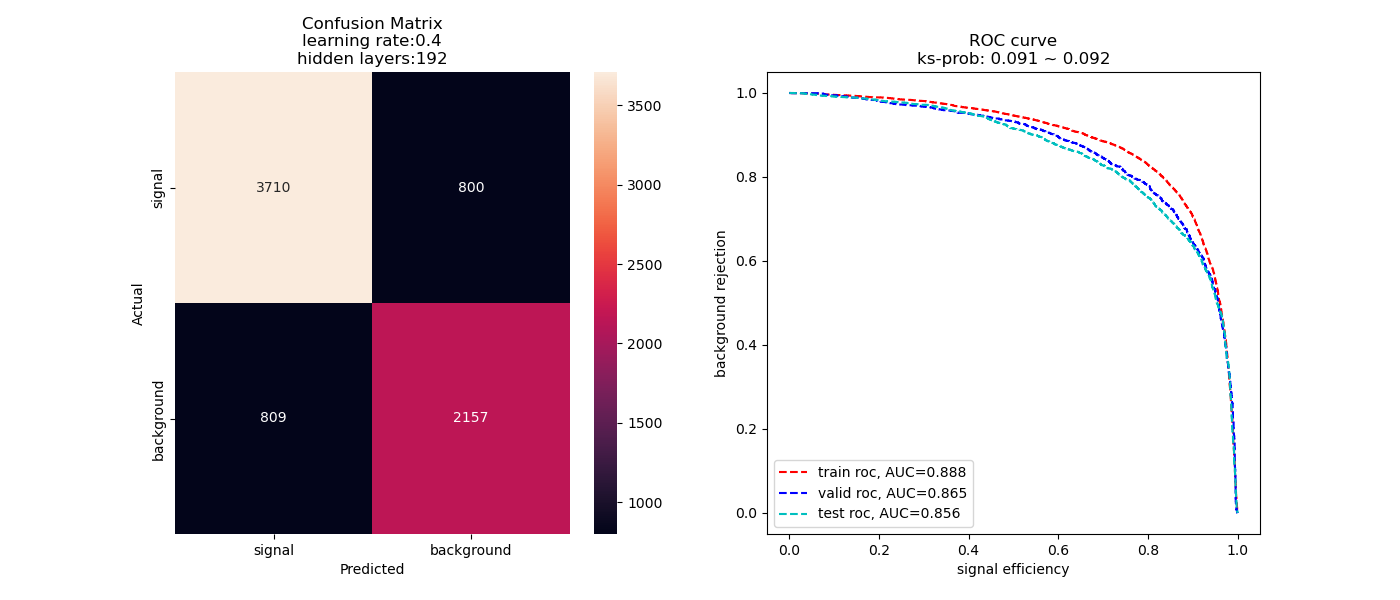 Confusion Matrix
learning rate:0.4
hidden layers:192
signal
background
Actual
3710
800
809
2157
signal
background
Predicted
3500
3000
2500
2000
1500
1000
ROC curve
ks-prob: 0.091 ~ 0.092
background rejection
1.0
0.8
0.6
0.4
0.2
0.0
train roc, AUC=0.888
valid roc, AUC=0.865
test roc, AUC=0.856
0.0
0.2
0.4
0.6
0.8
1.0
signal efficiency